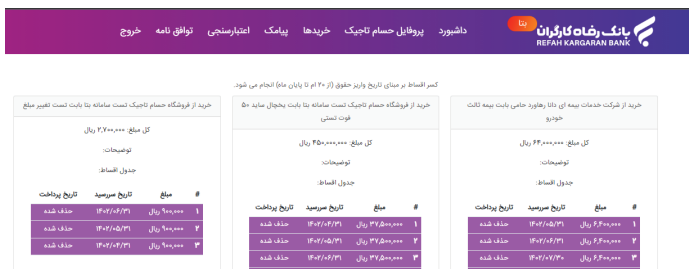 بانک رفاه کارگران
REFAH KARGARAN BANK
بتا
داشبورد
پروفایل حسام تاجیک
خریدها
پیامک
اعتبارسنجی
توافق نامه
خروج
کسر اقساط بر مبنای تاریخ واریز حقوق (از ۲۰ ام تا پایان ماه) انجام می شود.
خرید از شرکت خدمات بیمه ای دانا رهاورد حامی بابت بیمه ثالث
خودرو
کل مبلغ: ۶۴,۰۰۰,۰۰۰ ریال
توضیحات:
جدول اقساط:
# مبلغ تاریخ سررسید تاریخ پرداخت
۱ ۶,۴۰۰,۰۰۰ ریال ۱۴۰۲/۰۵/۳۱ حذف شده
۲ ۶,۴۰۰,۰۰۰ ریال ۱۴۰۲/۰۶/۳۱ حذف شده
۳ ۶,۴۰۰,۰۰۰ ریال ۱۴۰۲/۰۷/۳۰ حذف شده
خرید از فروشگاه حسام تاجیک تست سامانه بتا بابت یخچال ساید ۵۰
فوت تستی
کل مبلغ: ۴۵۰,۰۰۰,۰۰۰ ریال
توضیحات:
جدول اقساط:
# مبلغ تاریخ سررسید تاریخ پرداخت
۱ ۳۷,۵۰۰,۰۰۰ ریال ۱۴۰۲/۰۴/۳۱ حذف شده
۲ ۳۷,۵۰۰,۰۰۰ ریال ۱۴۰۲/۰۵/۳۱ حذف شده
۳ ۳۷,۵۰۰,۰۰۰ ریال ۱۴۰۲/۰۶/۳۱ حذف شده
خرید از فروشگاه حسام تاجیک تست سامانه بتا بابت تست تغییر مبلغ
کل مبلغ: ۲,۷۰۰,۰۰۰ ریال
توضیحات:
جدول اقساط:
# مبلغ تاریخ سررسید تاریخ پرداخت
۱ ۹۰۰,۰۰۰ ریال ۱۴۰۲/۰۴/۳۱ حذف شده
۲ ۹۰۰,۰۰۰ ریال ۱۴۰۲/۰۵/۳۱ حذف شده
۳ ۹۰۰,۰۰۰ ریال ۱۴۰۲/۰۶/۳۱ حذف شده